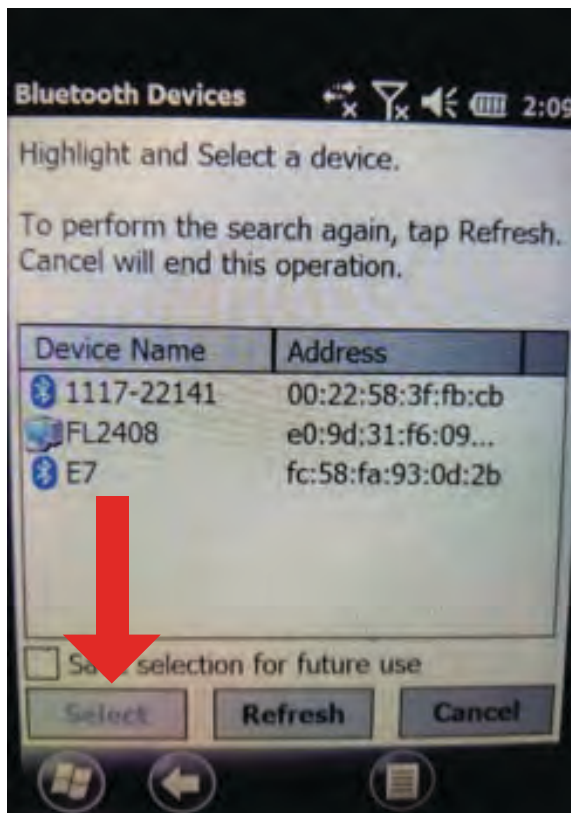 Bluetooth Devices 2:09
Highlight and Select a device.
To perform the search again, tap Refresh.
Cancel will end this operation.
Device Name Address
1117-22141 00:22:58:3f:fb:cb
FL2408 e0:9d:31:f6:09...
E7 fc:58:fa:93:0d:2b
selection for future use
Select Refresh Cancel